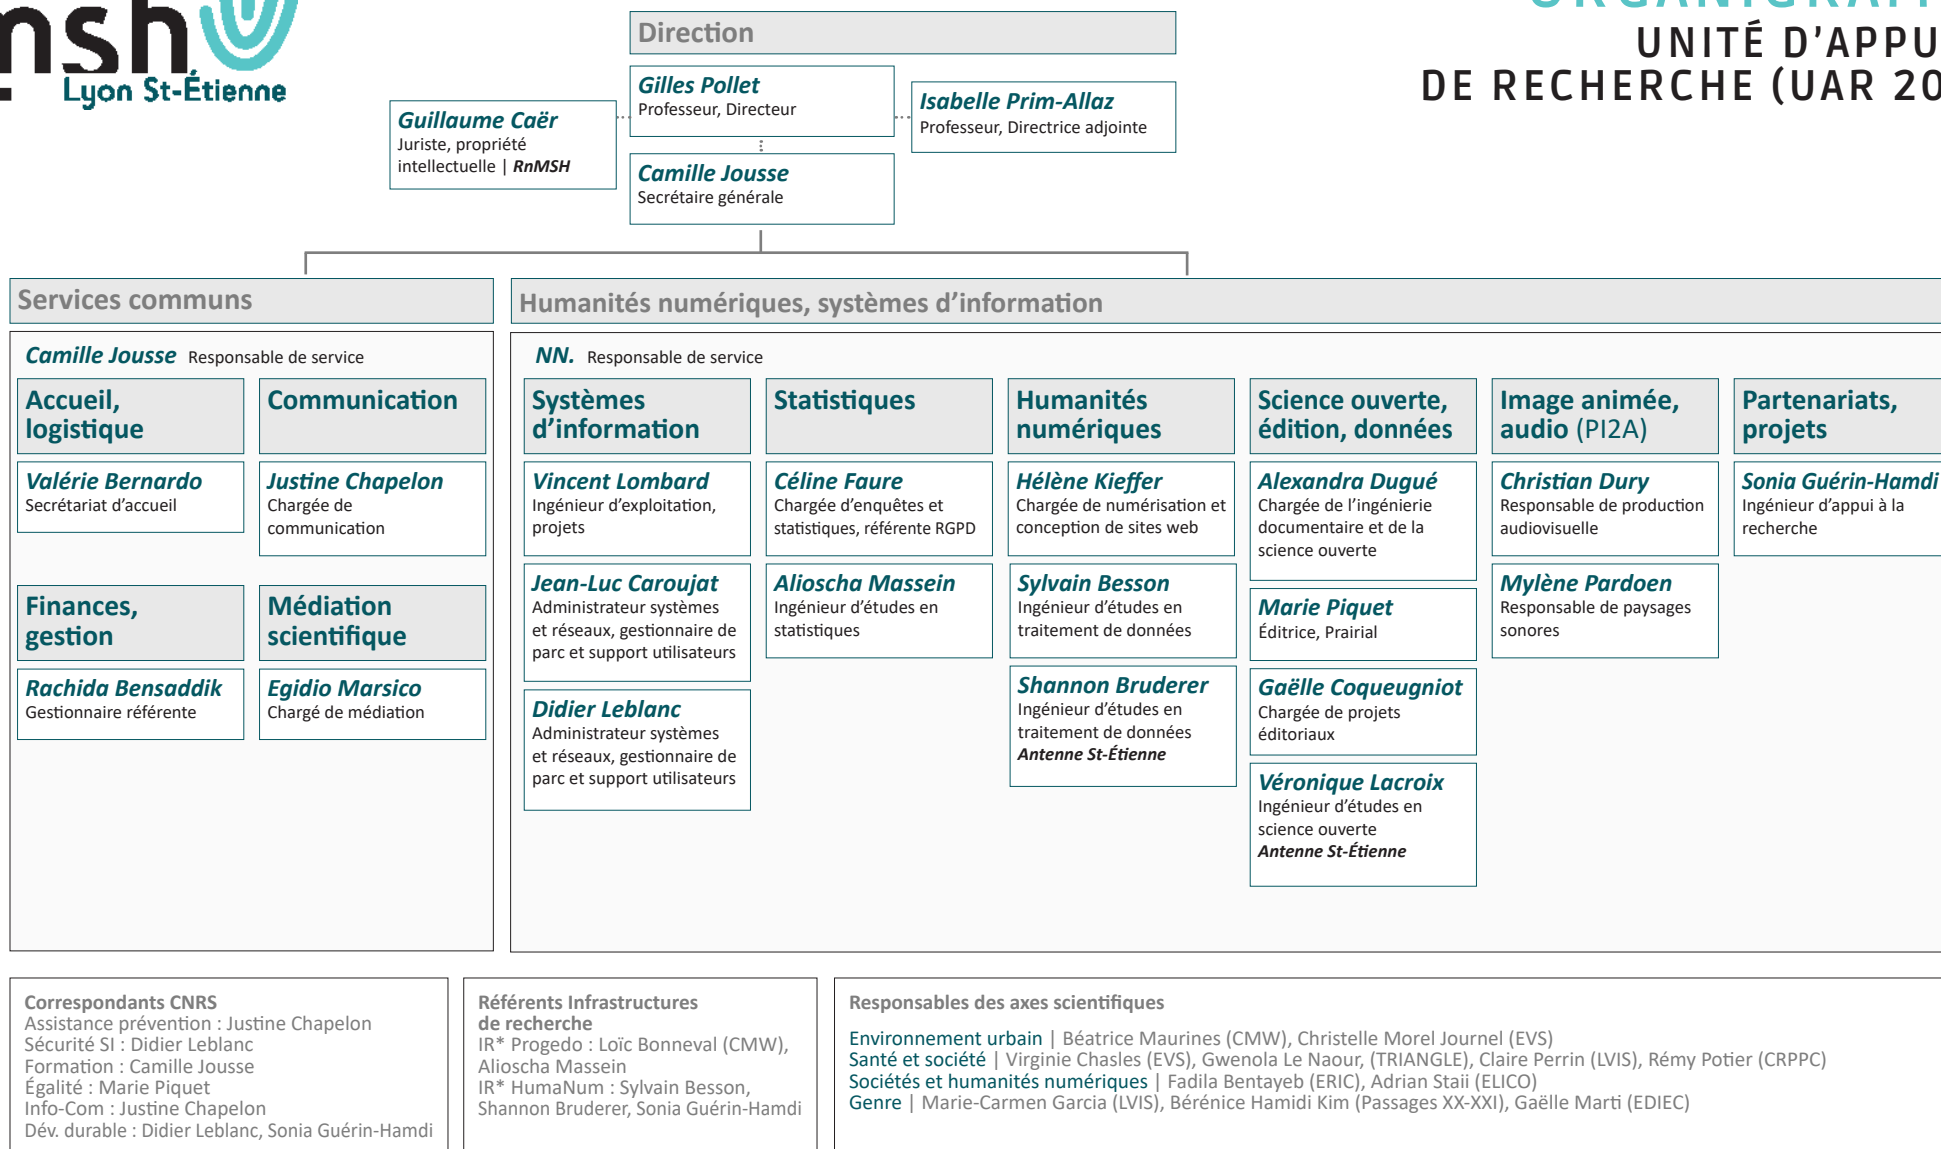 Lyon St-Étienne
UNITÉ D'APPU
DE RECHERCHE (UAR 20
Direction
Gilles Pollet
Professeur, Directeur
Guillaume Caër
Juriste, propriété
intellectuelle | RnMSH
Isabelle Prim-Allaz
Professeur, Directrice adjointe
Camille Jousse
Secrétaire générale
Services communs
Camille Jousse Responsable de service
Accueil,
logistique
Valérie Bernardo
Secrétariat d'accueil
Communication
Justine Chapelon
Chargée de
communication
Finances,
gestion
Rachida Bensaddik
Gestionnaire référente
Médiation
scientifique
Egidio Marsico
Chargé de médiation
Humanités numériques, systèmes d'information
NN. Responsable de service
Systèmes
d'information
Vincent Lombard
Ingénieur d'exploitation,
projets
Jean-Luc Caroujat
Administrateur systèmes
et réseaux, gestionnaire de
parc et support utilisateurs
Didier Leblanc
Administrateur systèmes
et réseaux, gestionnaire de
parc et support utilisateurs
Statistiques
Céline Faure
Chargée d'enquêtes et
statistiques, référente RGPD
Alioscha Massein
Ingénieur d'études en
statistiques
Humanités
numériques
Hélène Kieffer
Chargée de numérisation et
conception de sites web
Sylvain Besson
Ingénieur d'études en
traitement de données
Shannon Bruderer
Ingénieur d'études en
traitement de données
Antenne St-Étienne
Science ouverte,
édition, données
Alexandra Dugué
Chargée de l'ingénierie
documentaire et de la
science ouverte
Marie Piquet
Éditrice, Prairial
Gaëlle Coqueugniot
Chargée de projets
éditoriaux
Véronique Lacroix
Ingénieur d'études en
science ouverte
Antenne St-Étienne
Image animée,
audio (PI2A)
Christian Dury
Responsable de production
audiovisuelle
Mylène Pardoen
Responsable de paysages
sonores
Partenariats,
projets
Sonia Guérin-Hamdi
Ingénieur d'appui à la
recherche
Correspondants CNRS
Assistance prévention : Justine Chapelon
Sécurité SI : Didier Leblanc
Formation : Camille Jousse
Égalité : Marie Piquet
Info-Com : Justine Chapelon
Dév. durable : Didier Leblanc, Sonia Guérin-Hamdi
Référents Infrastructures
de recherche
IR* Progedo : Loïc Bonneval (CMW),
Alioscha Massein
IR* HumaNum : Sylvain Besson,
Shannon Bruderer, Sonia Guérin-Hamdi
Responsables des axes scientifiques
Environnement urbain | Béatrice Maurines (CMW), Christelle Morel Journel (EVS)
Santé et société | Virginie Chasles (EVS), Gwenola Le Naour, (TRIANGLE), Claire Perrin (LVIS), Rémy Potier (CRPPC)
Sociétés et humanités numériques | Fadila Bentayeb (ERIC), Adrian Staii (ELICO)
Genre | Marie-Carmen Garcia (LVIS), Bérénice Hamidi Kim (Passages XX-XXI), Gaëlle Marti (EDIEC)